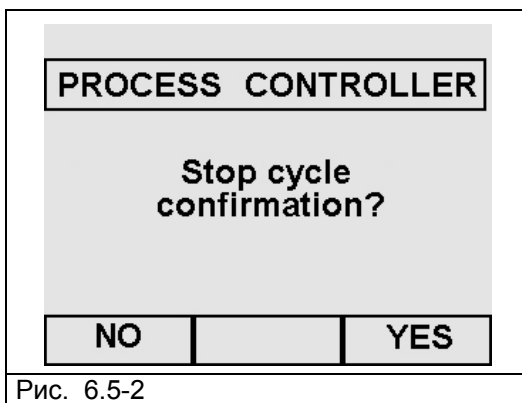 PROCESS CONTROLLER
Stop cycle
confirmation?
NO YES
Рис. 6.5-2